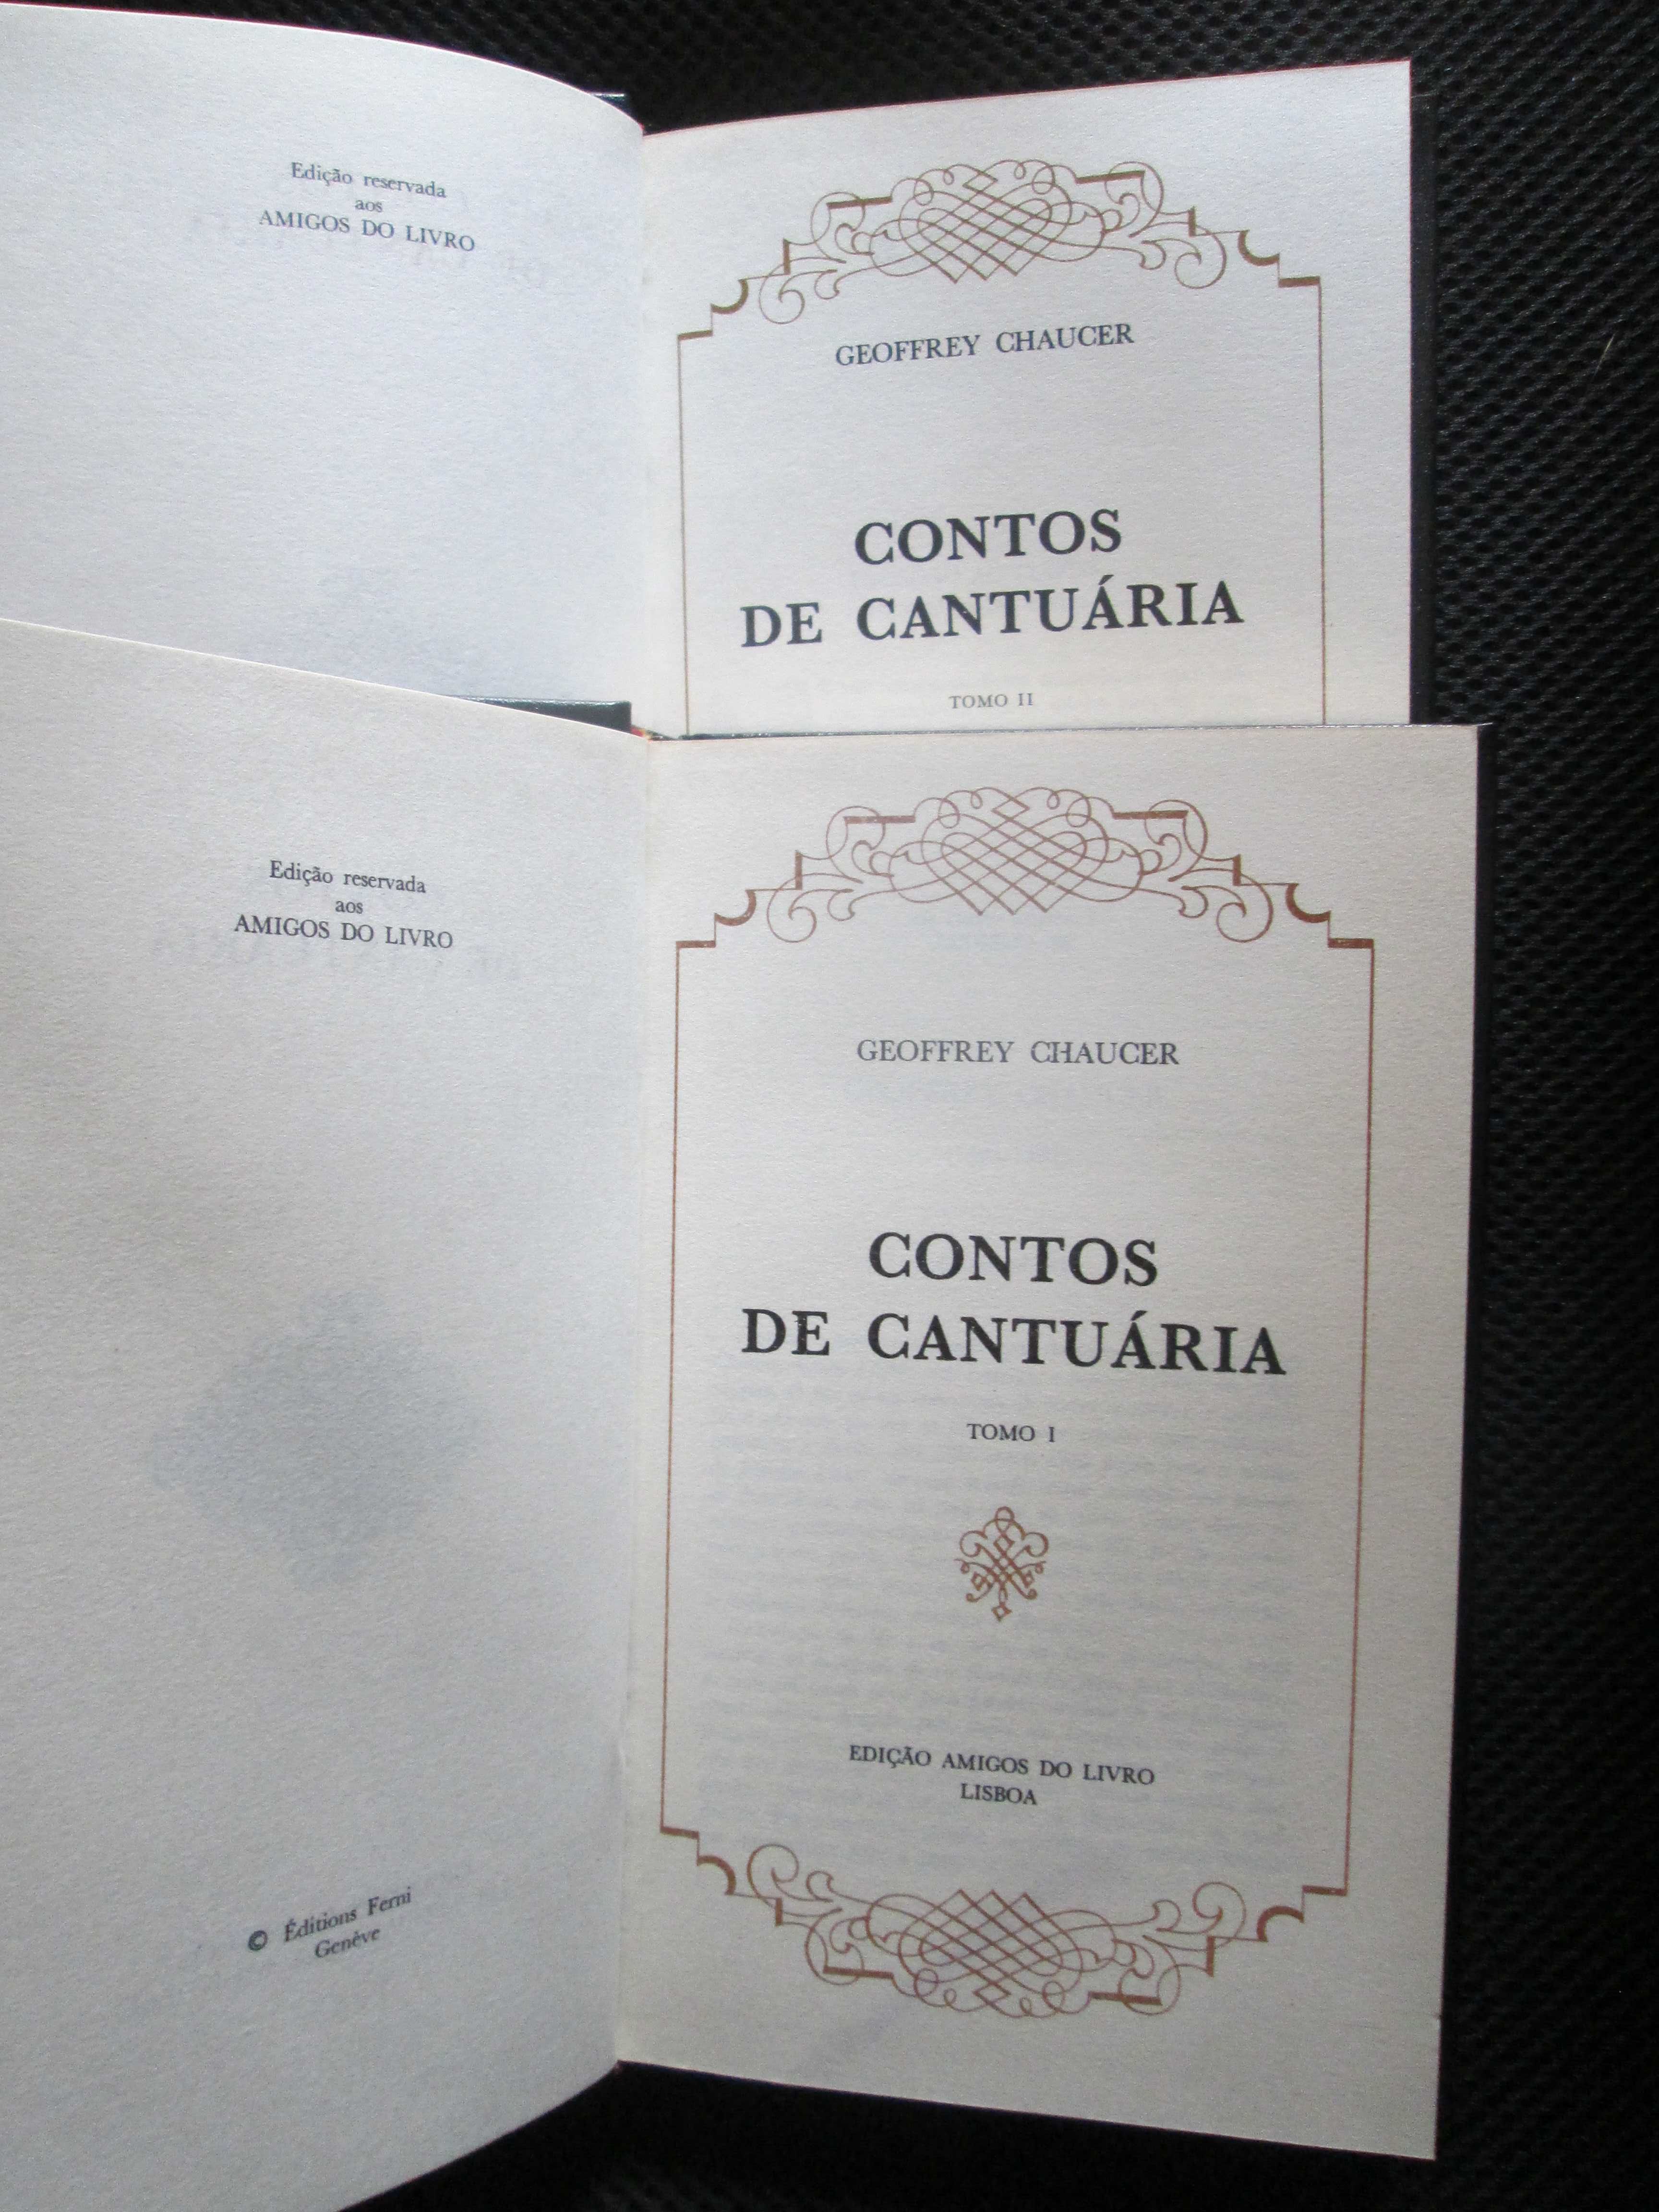 Edição reservada
aos
AMIGOS DO LIVRO
GEOFFREY CHAUCER
CONTOS
DE CANTUÁRIA
TOMO II
Edição reservada
aos
AMIGOS DO LIVRO
© Éditions Ferni
Genève
GEOFFREY CHAUCER
CONTOS
DE CANTUÁRIA
TOMO I
EDIÇÃO AMIGOS DO LIVRO
LISBOA